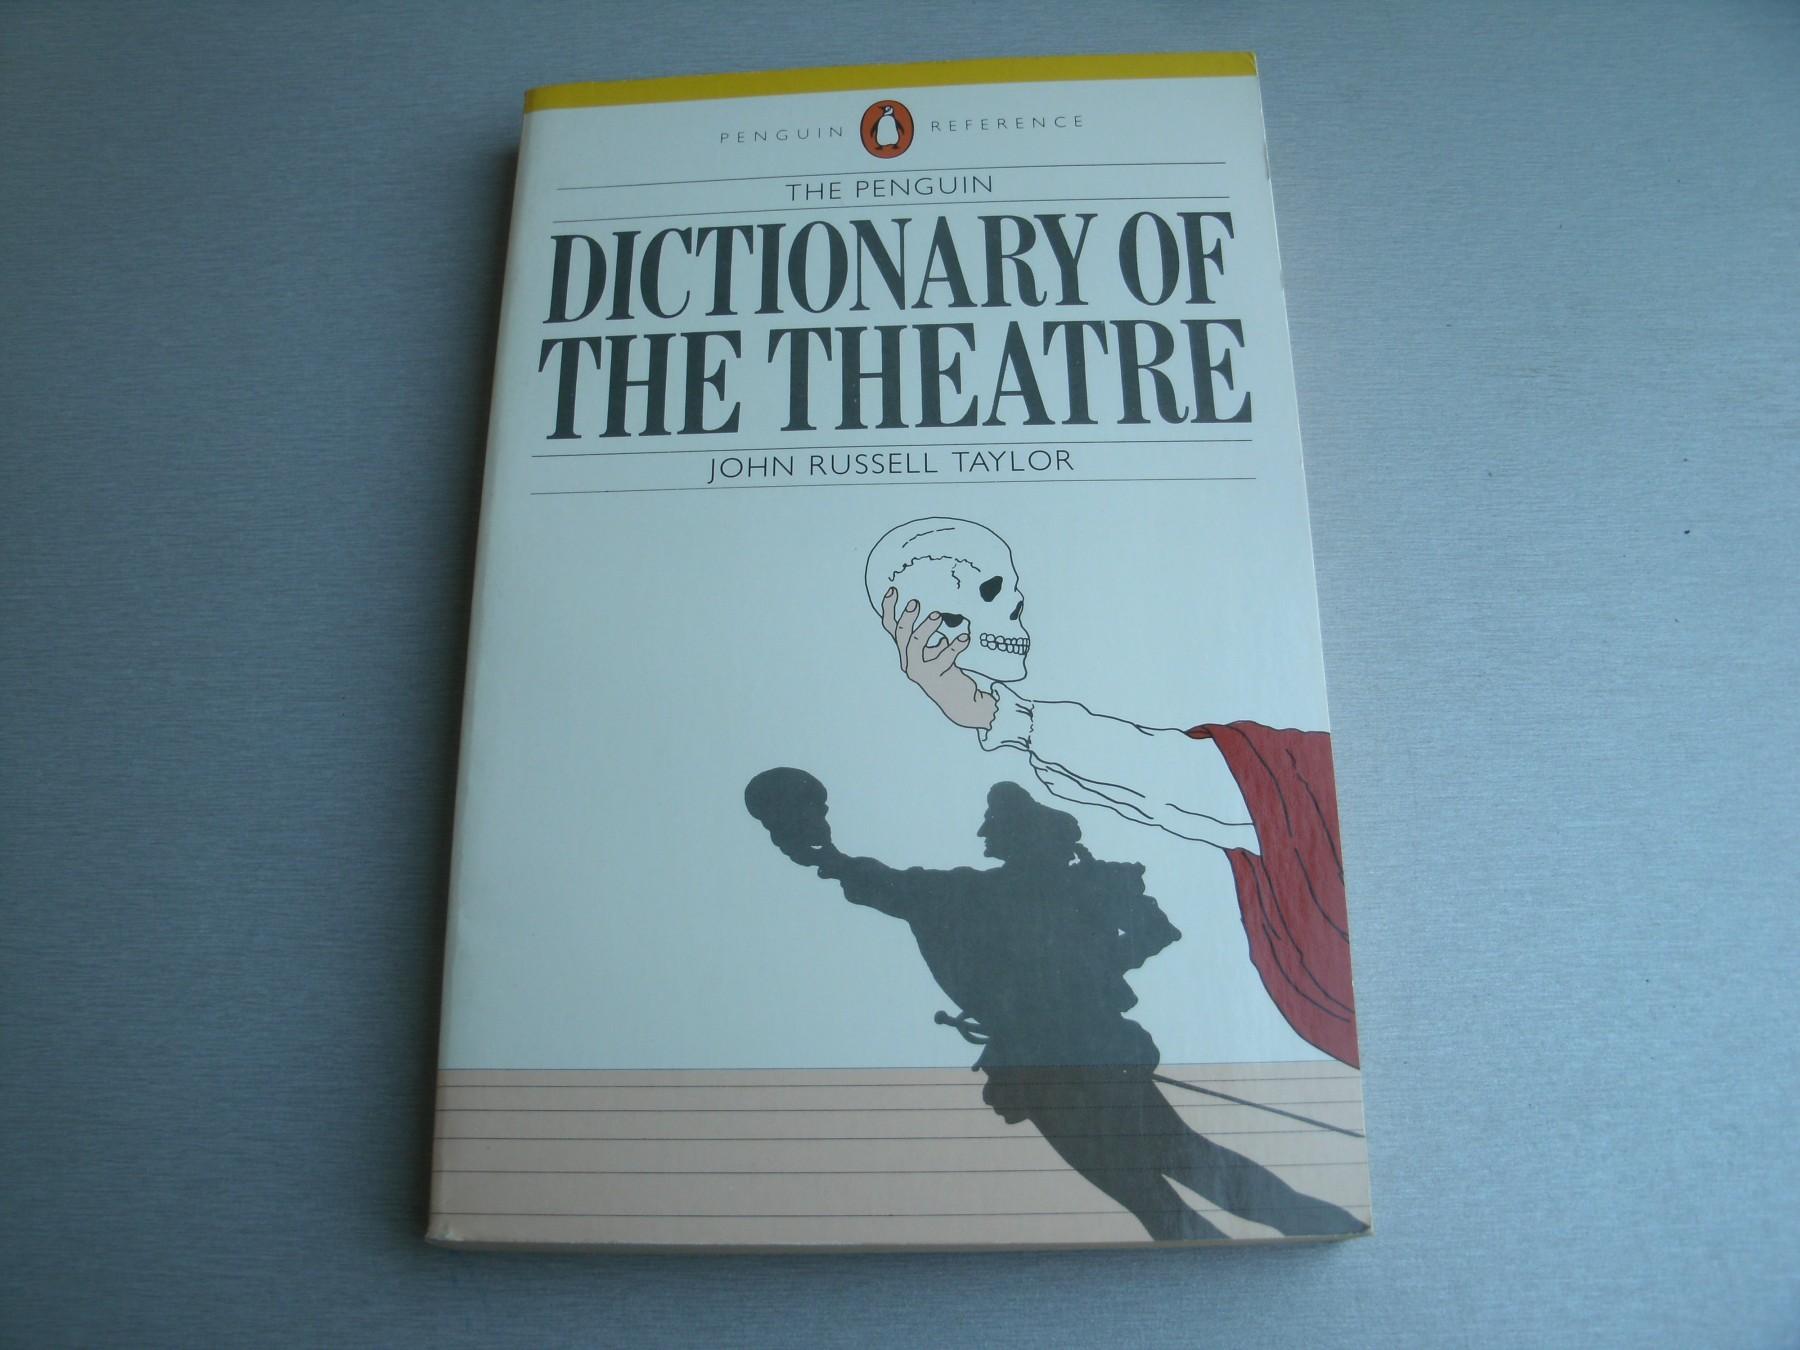 PENGUIN REFERENCE
THE PENGUIN
DICTIONARY OF
THE THEATRE
JOHN RUSSELL TAYLOR